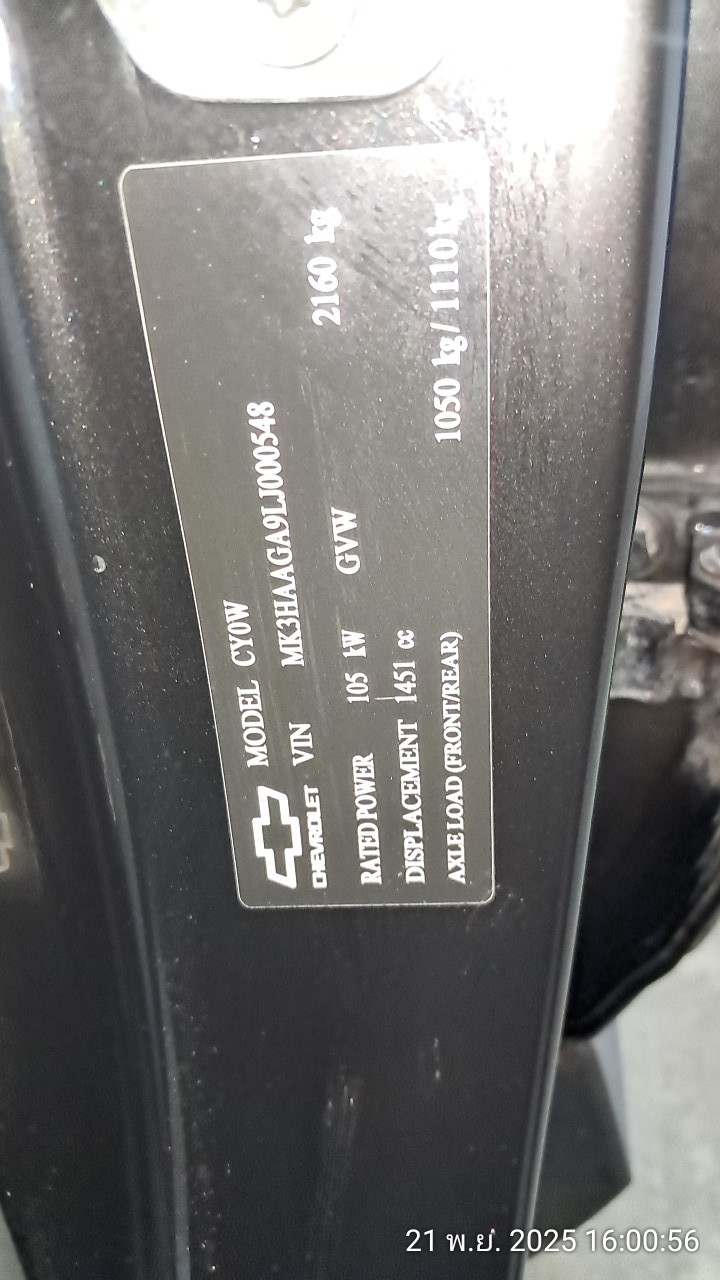 MODEL CY0W
CHEVROLET VIN MK3HAAGA9LJ000548
RATED POWER 105 kW GVW 2160 kg
DISPLACEMENT 1451 cc
AXLE LOAD (FRONT/REAR) 1050 kg/ 1110 kg
21 พ.ย. 2025 16:00:56